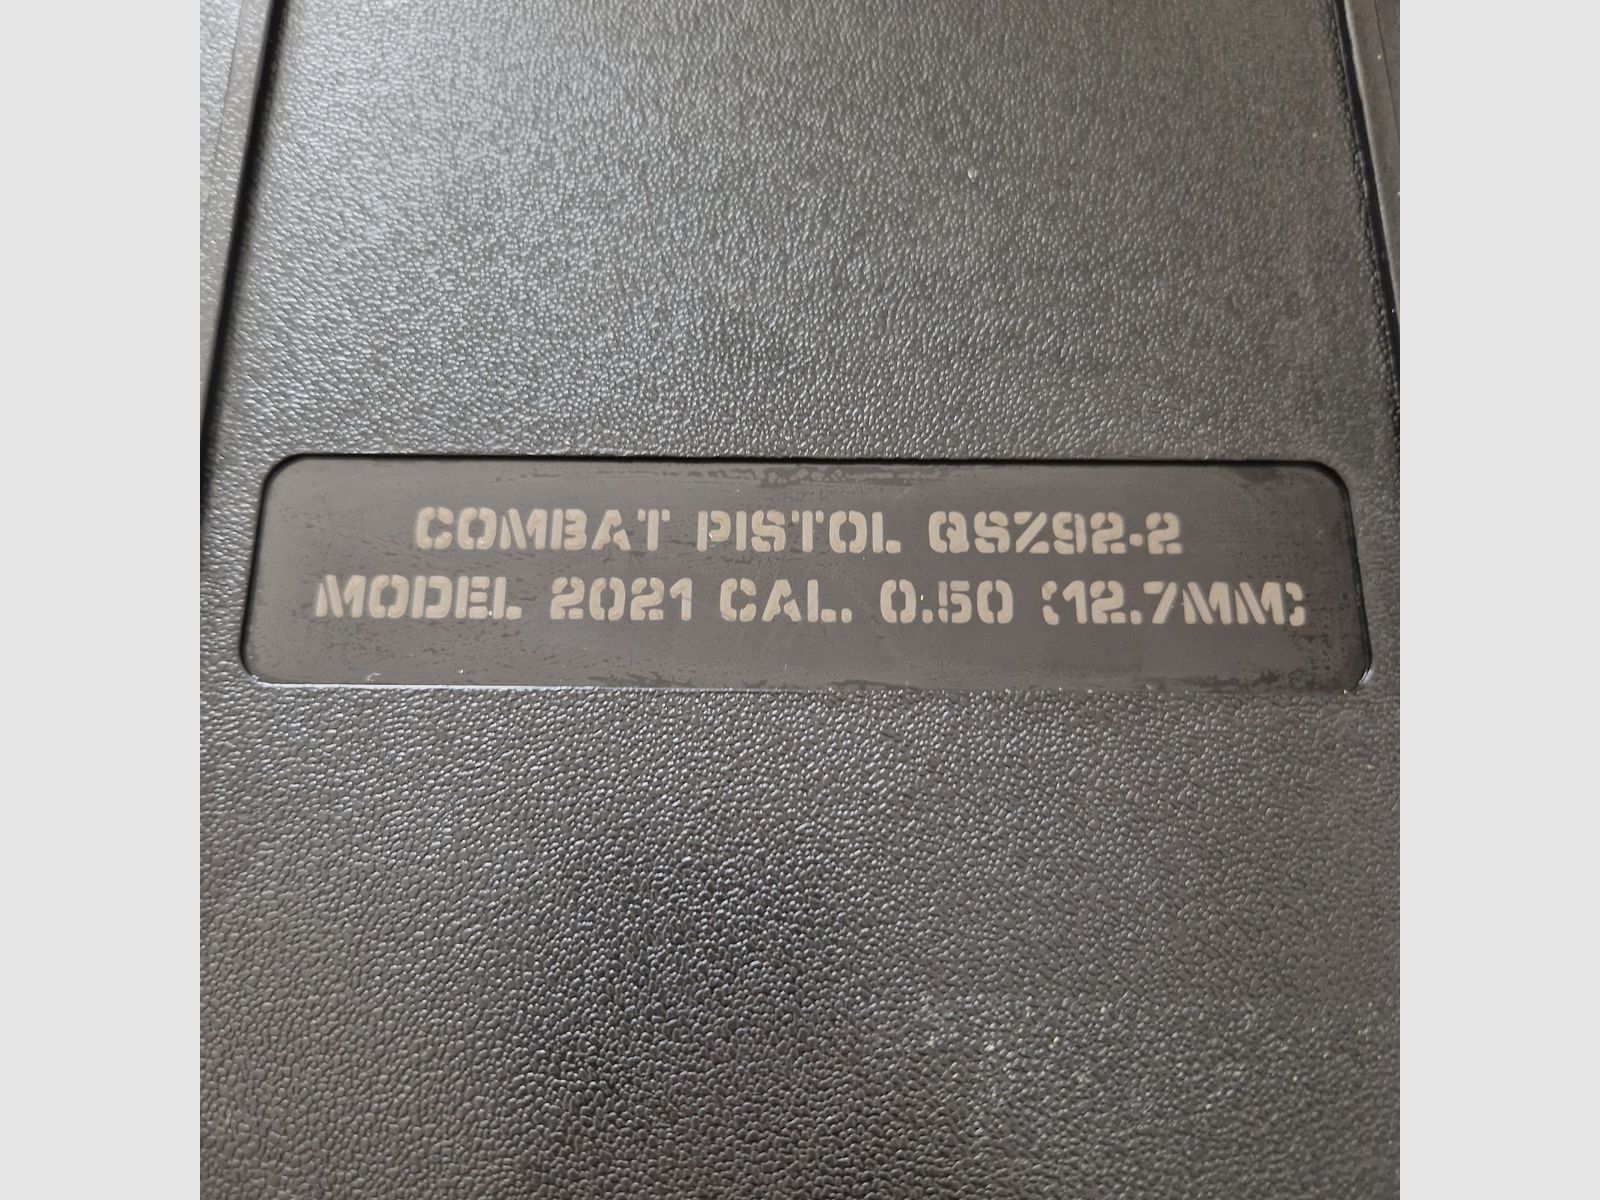 COMBAT PISTOL QSZ92-2
MODEL 2021 CAL. 0.50 (12.7MM)